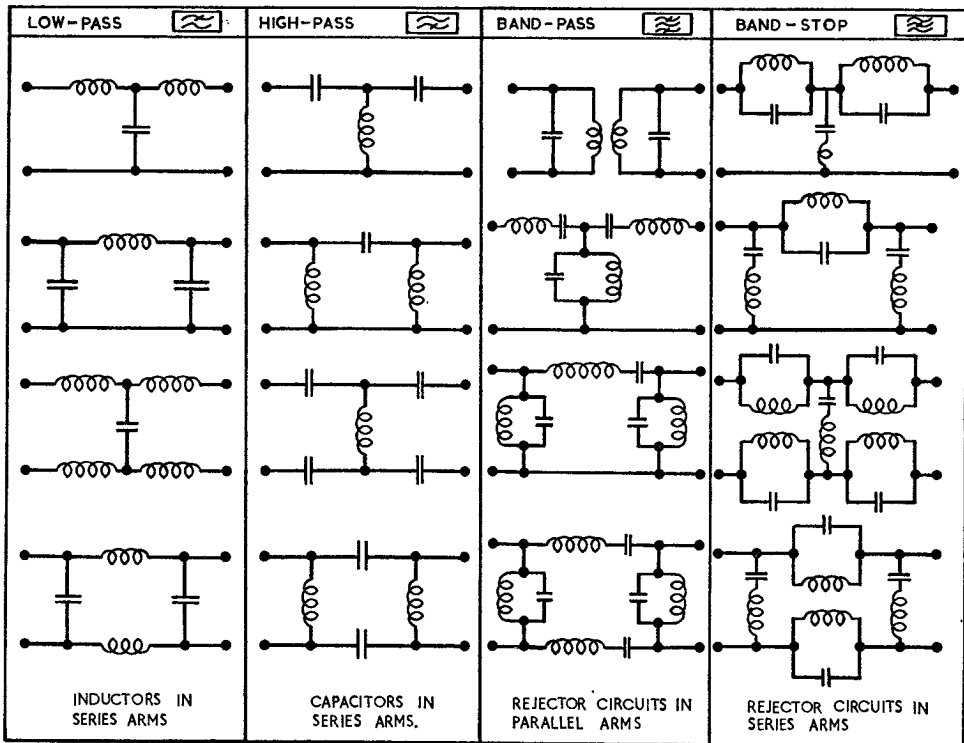 LOW-PASS
HIGH-PASS
BAND-PASS
BAND-STOP
INDUCTORS IN
SERIES ARMS
CAPACITORS IN
SERIES ARMS.
REJECTOR CIRCUITS IN
PARALLEL ARMS
REJECTOR CIRCUITS IN
SERIES ARMS